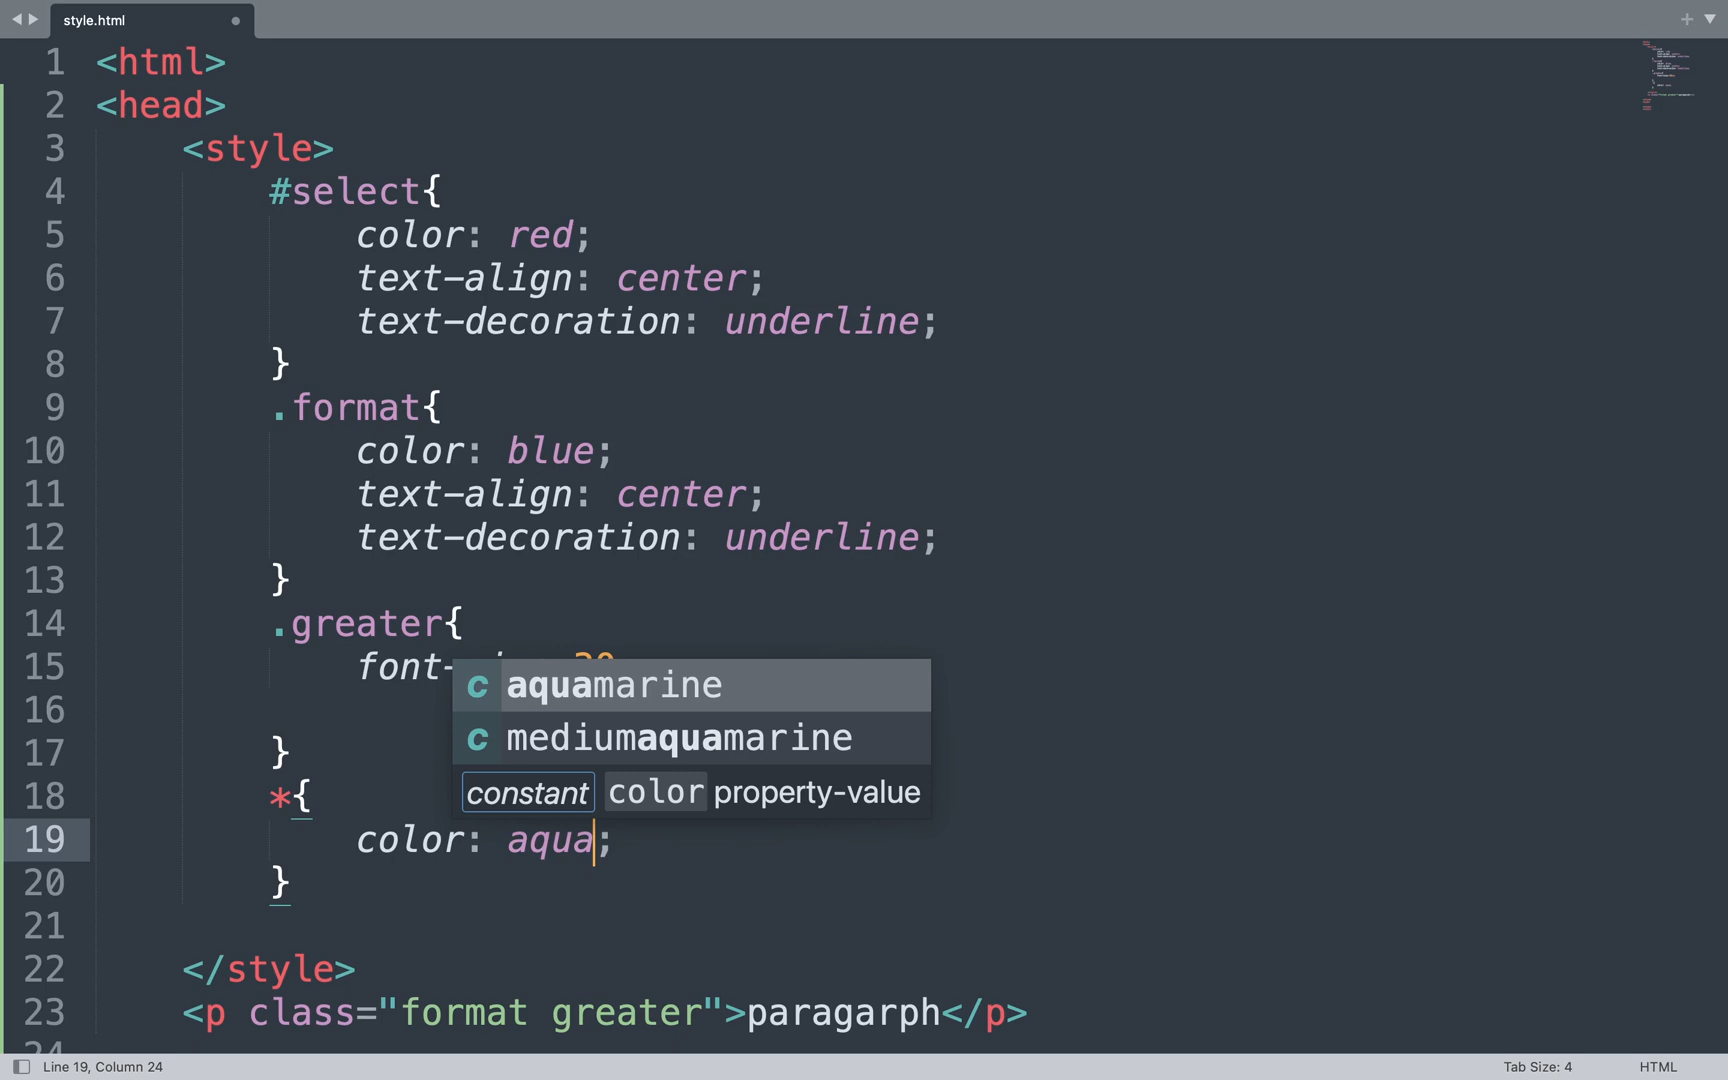 style.html
1 <html>
2 <head>
3 <style>
4 #select{
5 color: red;
6 text-align: center;
7 text-decoration: underline;
8 }
9 .format{
10 color: blue;
11 text-align: center;
12 text-decoration: underline;
13 }
14 .greater{
15 font-
aquamarine
16
mediumaquamarine
17 }
constant color property-value
18 *{
19 color: aqua;
20 }
21
22 </style>
23 <p class="format greater">paragarph</p>
24
Line 19, Column 24
Tab Size: 4
HTML